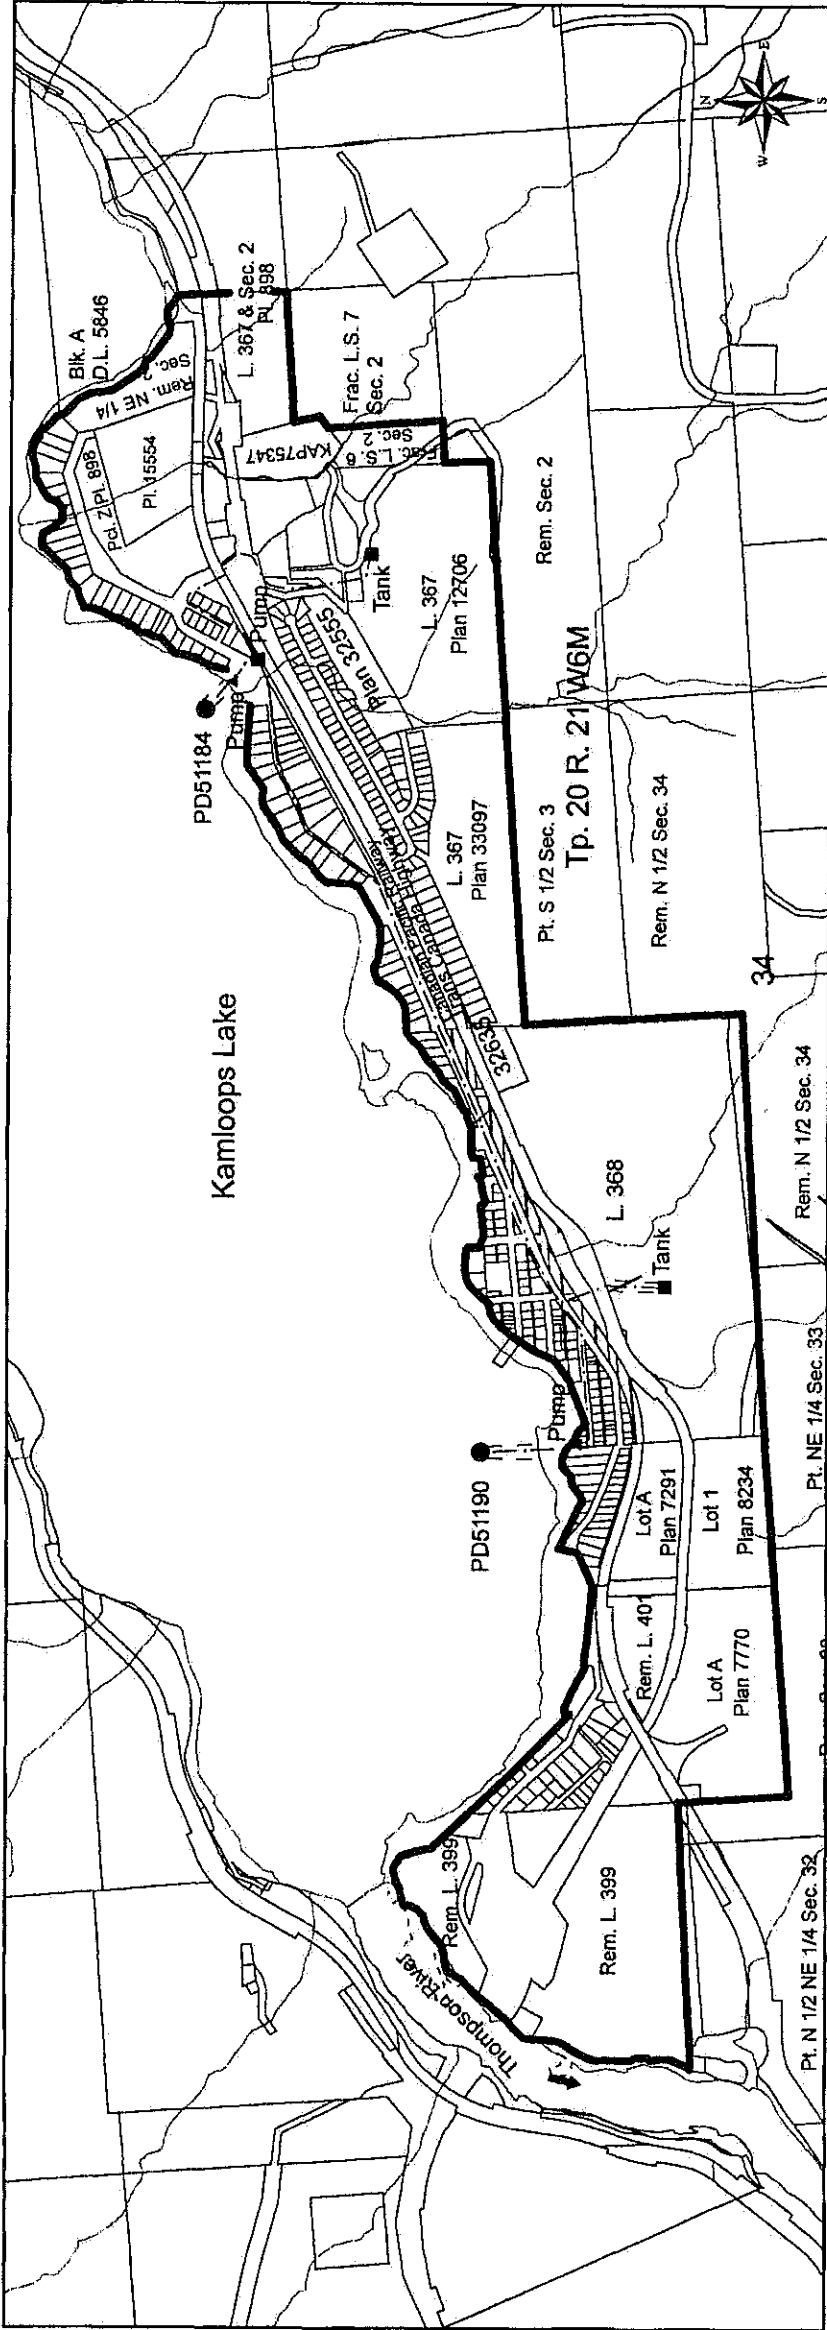 Kamloops Lake
Thompson River
PD51190
PD51184
Pump
Pump
Pump
Tank
Tank
Blk. A
D.L. 5846
Rem. NE 1/4
Sec. 2
Pcl. Z Pl. 898
Pl. 15554
L. 367 & Sec. 2
Pl. 898
KAP75347
Frac. L.S. 6
Sec. 2
Frac. L.S. 7
Sec. 2
Plan 32555
L. 367
Plan 12706
Rem. Sec. 2
Canadian Pacific Railway
Trans Canada Highway
L. 367
Plan 33097
32635
Pt. S 1/2 Sec. 3
Tp. 20 R. 21 W6M
Rem. N 1/2 Sec. 34
34
L. 368
Rem. N 1/2 Sec. 34
Pt. NE 1/4 Sec. 33
Lot A
Plan 7291
Lot 1
Plan 8234
Rem. L. 401
Lot A
Plan 7770
Rem. L. 399
Rem. L. 399
Pt. N 1/2 NE 1/4 Sec. 32
N
E
S
W